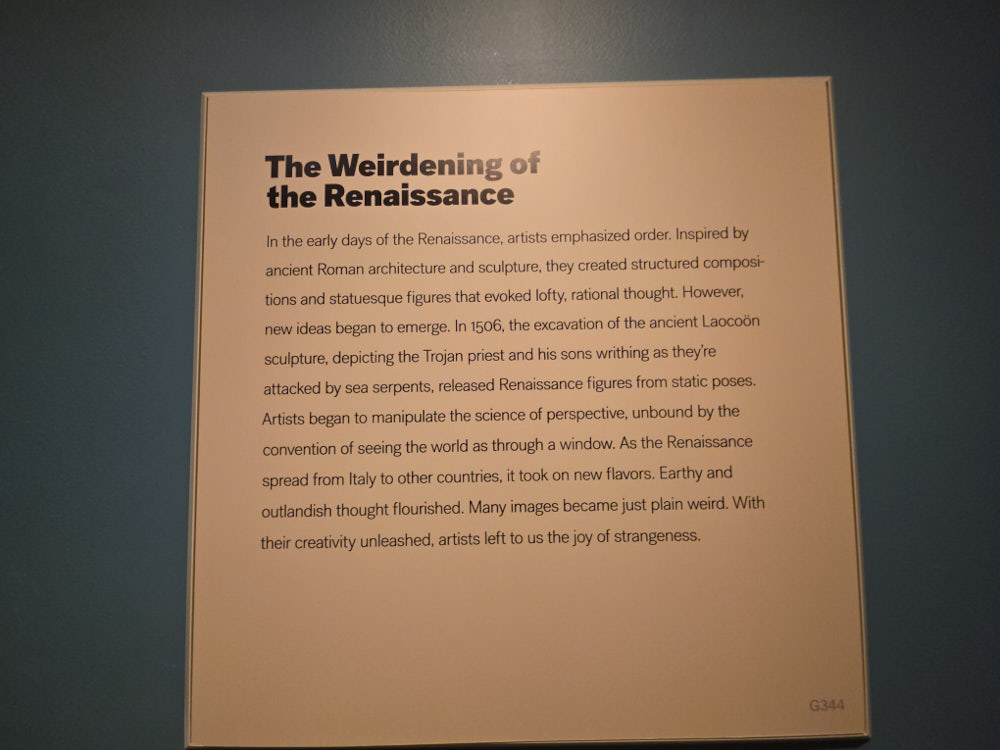 The Weirdening of
the Renaissance
In the early days of the Renaissance, artists emphasized order. Inspired by
ancient Roman architecture and sculpture, they created structured composi-
tions and statuesque figures that evoked lofty, rational thought. However,
new ideas began to emerge. In 1506, the excavation of the ancient Laocoön
sculpture, depicting the Trojan priest and his sons writhing as they're
attacked by sea serpents, released Renaissance figures from static poses.
Artists began to manipulate the science of perspective, unbound by the
convention of seeing the world as through a window. As the Renaissance
spread from Italy to other countries, it took on new flavors. Earthy and
outlandish thought flourished. Many images became just plain weird. With
their creativity unleashed, artists left to us the joy of strangeness.
G344